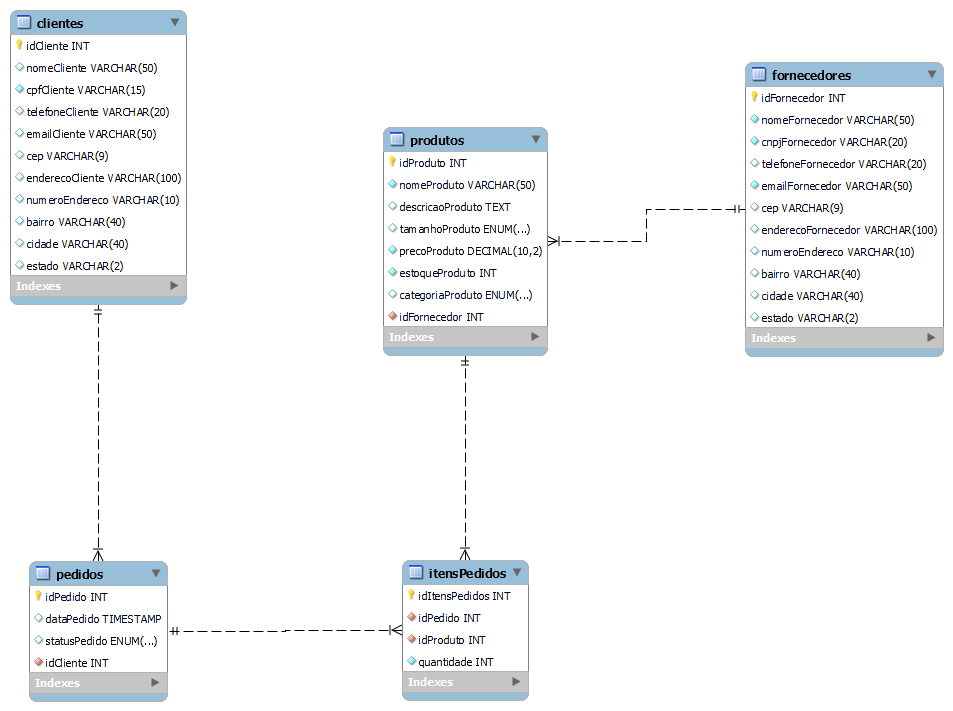 clientes
idCliente INT
nomeCliente VARCHAR(50)
cpfCliente VARCHAR(15)
telefoneCliente VARCHAR(20)
emailCliente VARCHAR(50)
cep VARCHAR(9)
enderecoCliente VARCHAR(100)
numeroEndereco VARCHAR(10)
bairro VARCHAR(40)
cidade VARCHAR(40)
estado VARCHAR(2)
Indexes
produtos
idProduto INT
nomeProduto VARCHAR(50)
descricaoProduto TEXT
tamanhoProduto ENUM(...)
precoProduto DECIMAL(10,2)
estoqueProduto INT
categoriaProduto ENUM(...)
idFornecedor INT
Indexes
fornecedores
idFornecedor INT
nomeFornecedor VARCHAR(50)
cnpjFornecedor VARCHAR(20)
telefoneFornecedor VARCHAR(20)
emailFornecedor VARCHAR(50)
cep VARCHAR(9)
enderecoFornecedor VARCHAR(100)
numeroEndereco VARCHAR(10)
bairro VARCHAR(40)
cidade VARCHAR(40)
estado VARCHAR(2)
Indexes
pedidos
idPedido INT
dataPedido TIMESTAMP
statusPedido ENUM(...)
idCliente INT
Indexes
itensPedidos
idItensPedidos INT
idPedido INT
idProduto INT
quantidade INT
Indexes